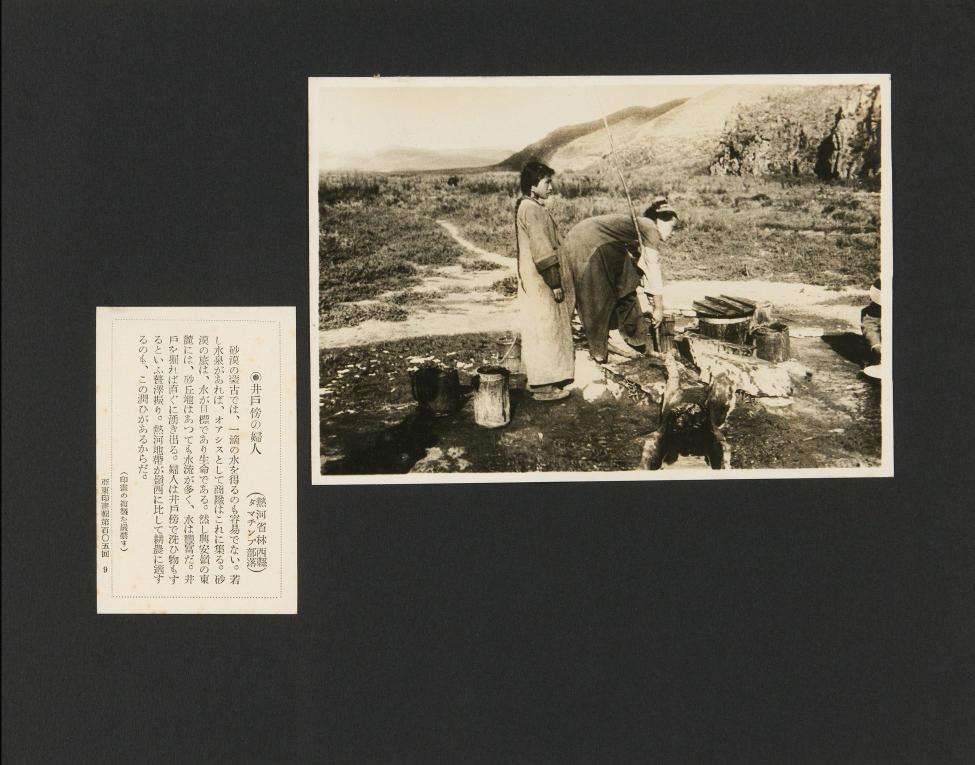 ◉井戶傍の婦人
(熱河省林西縣
タマチンプ部落)
砂漠の蒙古では、一滴の水を得るのも容易でない。若
し水泉があれば、オアシスとして商隊はこれに集る。砂
漠の旅は、水が目標であり生命である。然し興安嶺の東
麓には、砂丘地はあつても水流が多く、水は豐富だ。井
戶を掘れば直ぐに湧き出る。婦人は井戶傍で洗ひ物もす
るといふ贅澤振り。熱河地帶が嶺西に比して耕農に適す
るのも、この潤ひがあるからだ。
(印畫の複製を嚴禁す)
亞東印畫輯第百〇五回 9